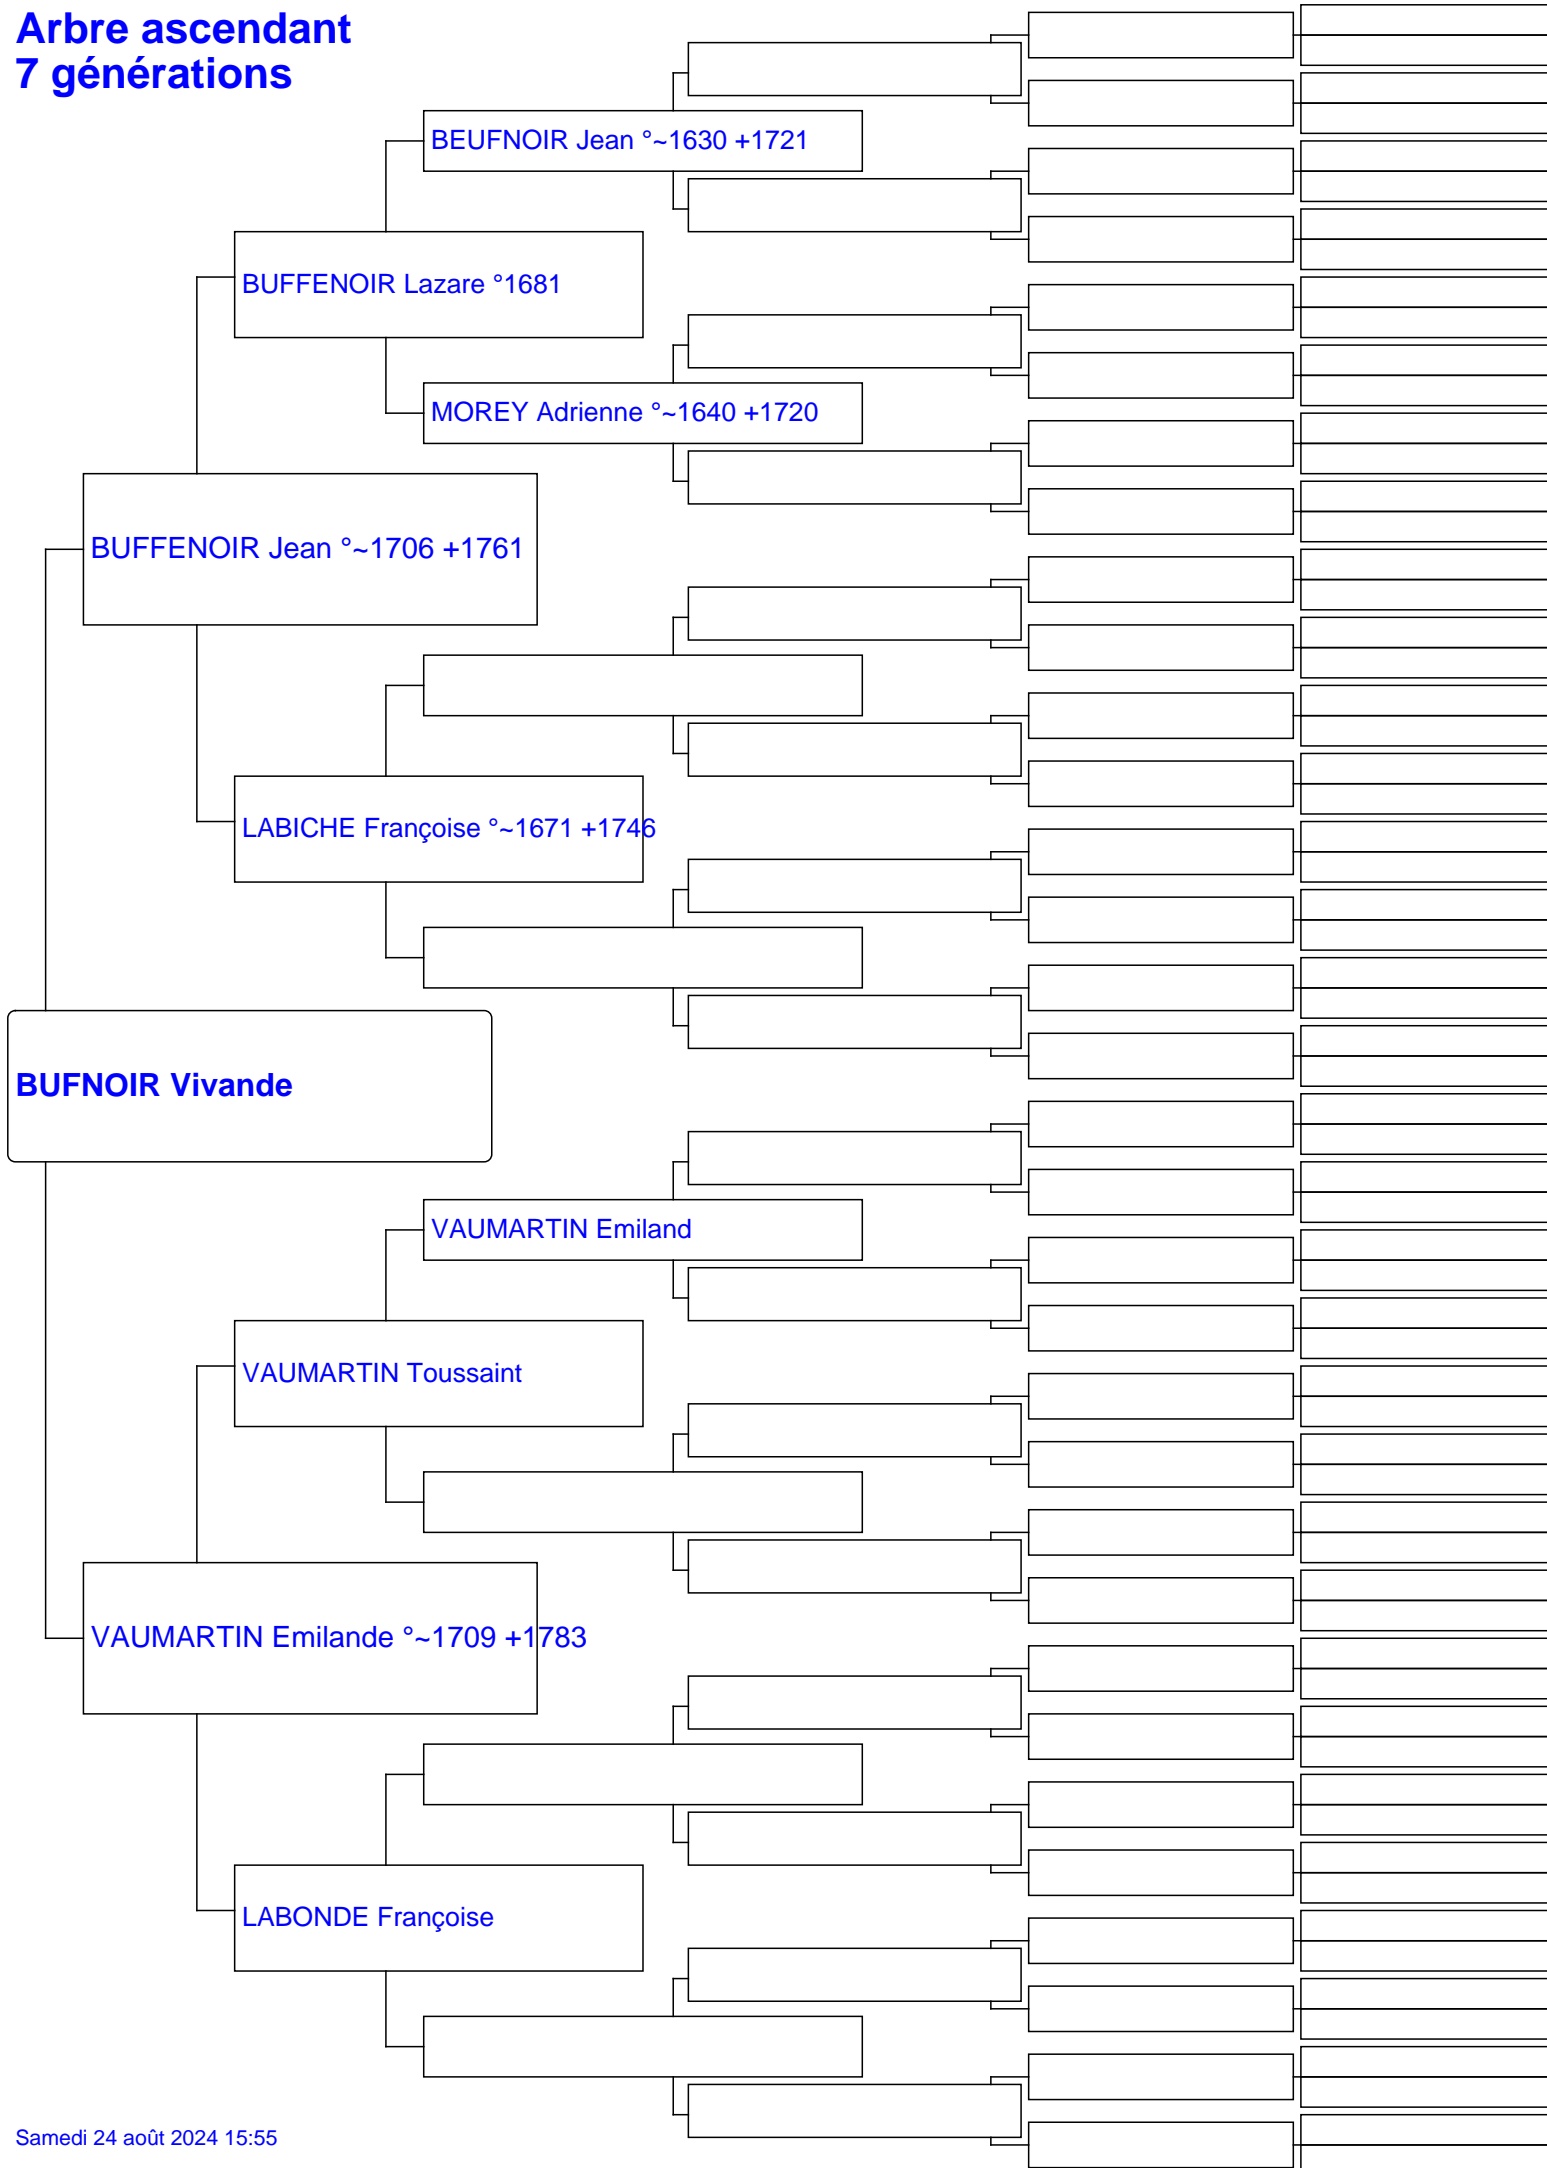 Arbre ascendant
7 générations
BEUFNOIR Jean °~1630 +1721
BUFFENOIR Lazare °1681
MOREY Adrienne °~1640 +1720
BUFFENOIR Jean °~1706 +1761
LABICHE Françoise °~1671 +1746
BUFNOIR Vivande
VAUMARTIN Emiland
VAUMARTIN Toussaint
VAUMARTIN Emilande °~1709 +1783
LABONDE Françoise
Samedi 24 août 2024 15:55